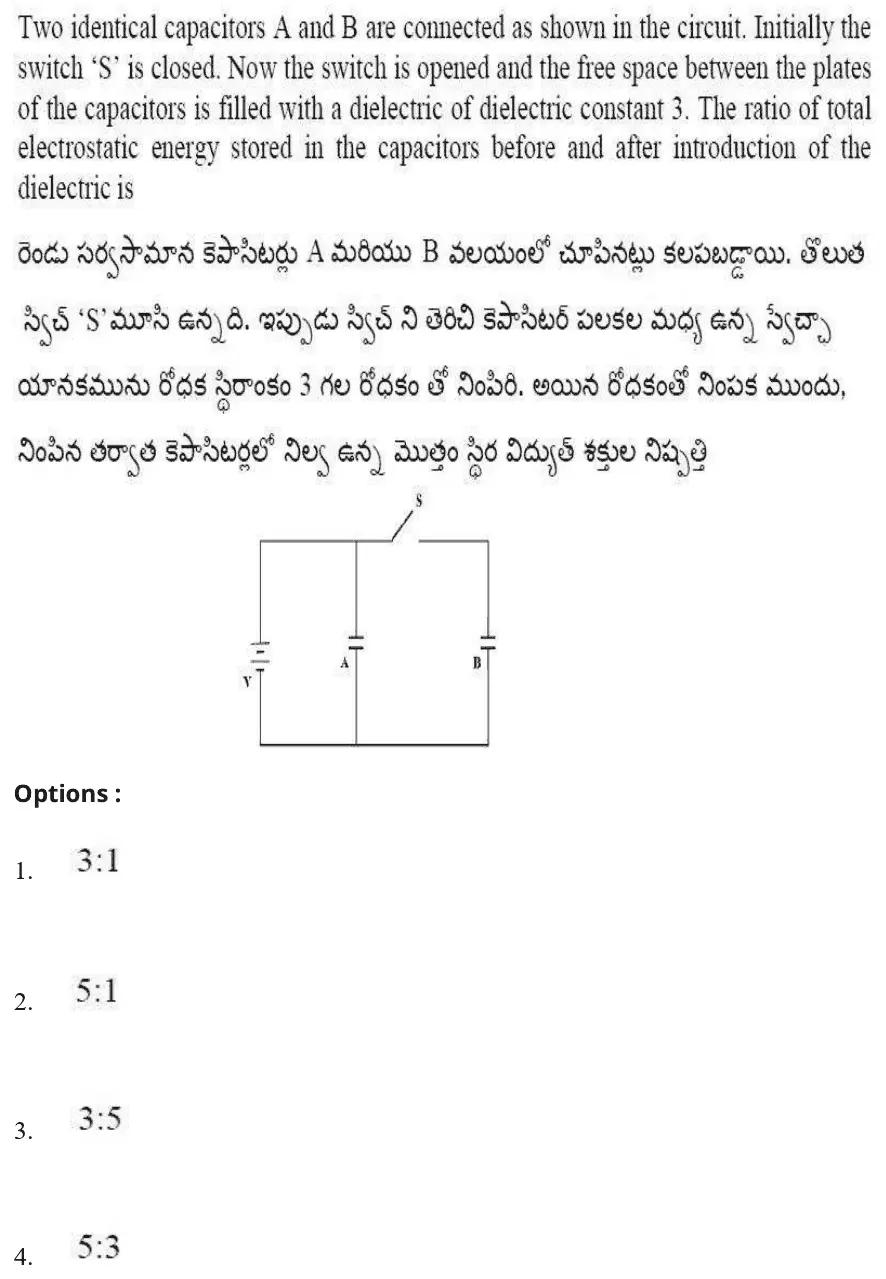 Two identical capacitors A and B are connected as shown in the circuit. Initially the
switch ‘S’ is closed. Now the switch is opened and the free space between the plates
of the capacitors is filled with a dielectric of dielectric constant 3. The ratio of total
electrostatic energy stored in the capacitors before and after introduction of the
dielectric is
రెండు సర్వసామాన కెపాసిటర్లు A మరియు B వలయంలో చూపినట్లు కలపబడ్డాయి. తొలుత
స్విచ్ ‘S’ మూసి ఉన్నది. ఇప్పుడు స్విచ్ ని తెరిచి కెపాసిటర్ పలకల మధ్య ఉన్న స్వేచ్ఛా
యానకమును రోధక స్థిరాంకం 3 గల రోధకం తో నింపిరి. అయిన రోధకంతో నింపక ముందు,
నింపిన తర్వాత కెపాసిటర్లలో నిల్వ ఉన్న మొత్తం స్థిర విద్యుత్ శక్తుల నిష్పత్తి
S
A
B
V
Options :
1. 3:1
2. 5:1
3. 3:5
4. 5:3